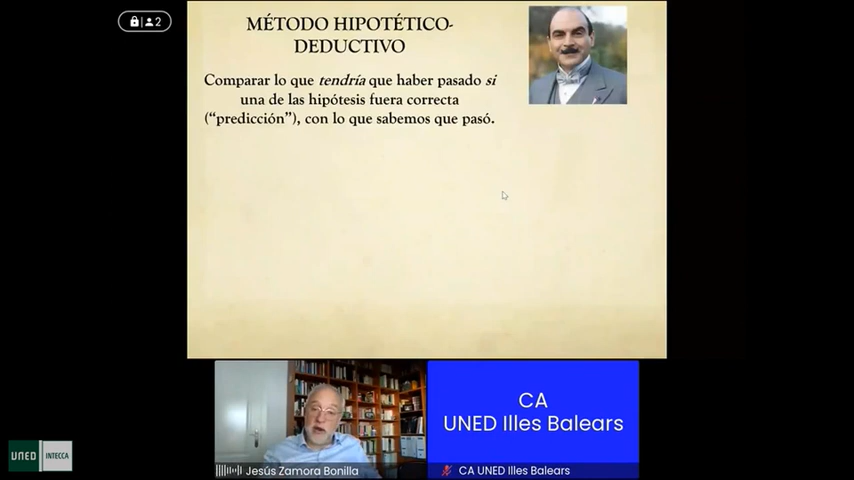 2
MÉTODO HIPOTÉTICO-
DEDUCTIVO
Comparar lo que tendría que haber pasado si
una de las hipótesis fuera correcta
(“predicción”), con lo que sabemos que pasó.
CA
UNED Illes Balears
Jesús Zamora Bonilla
CA UNED Illes Balears
UNED INTECCA